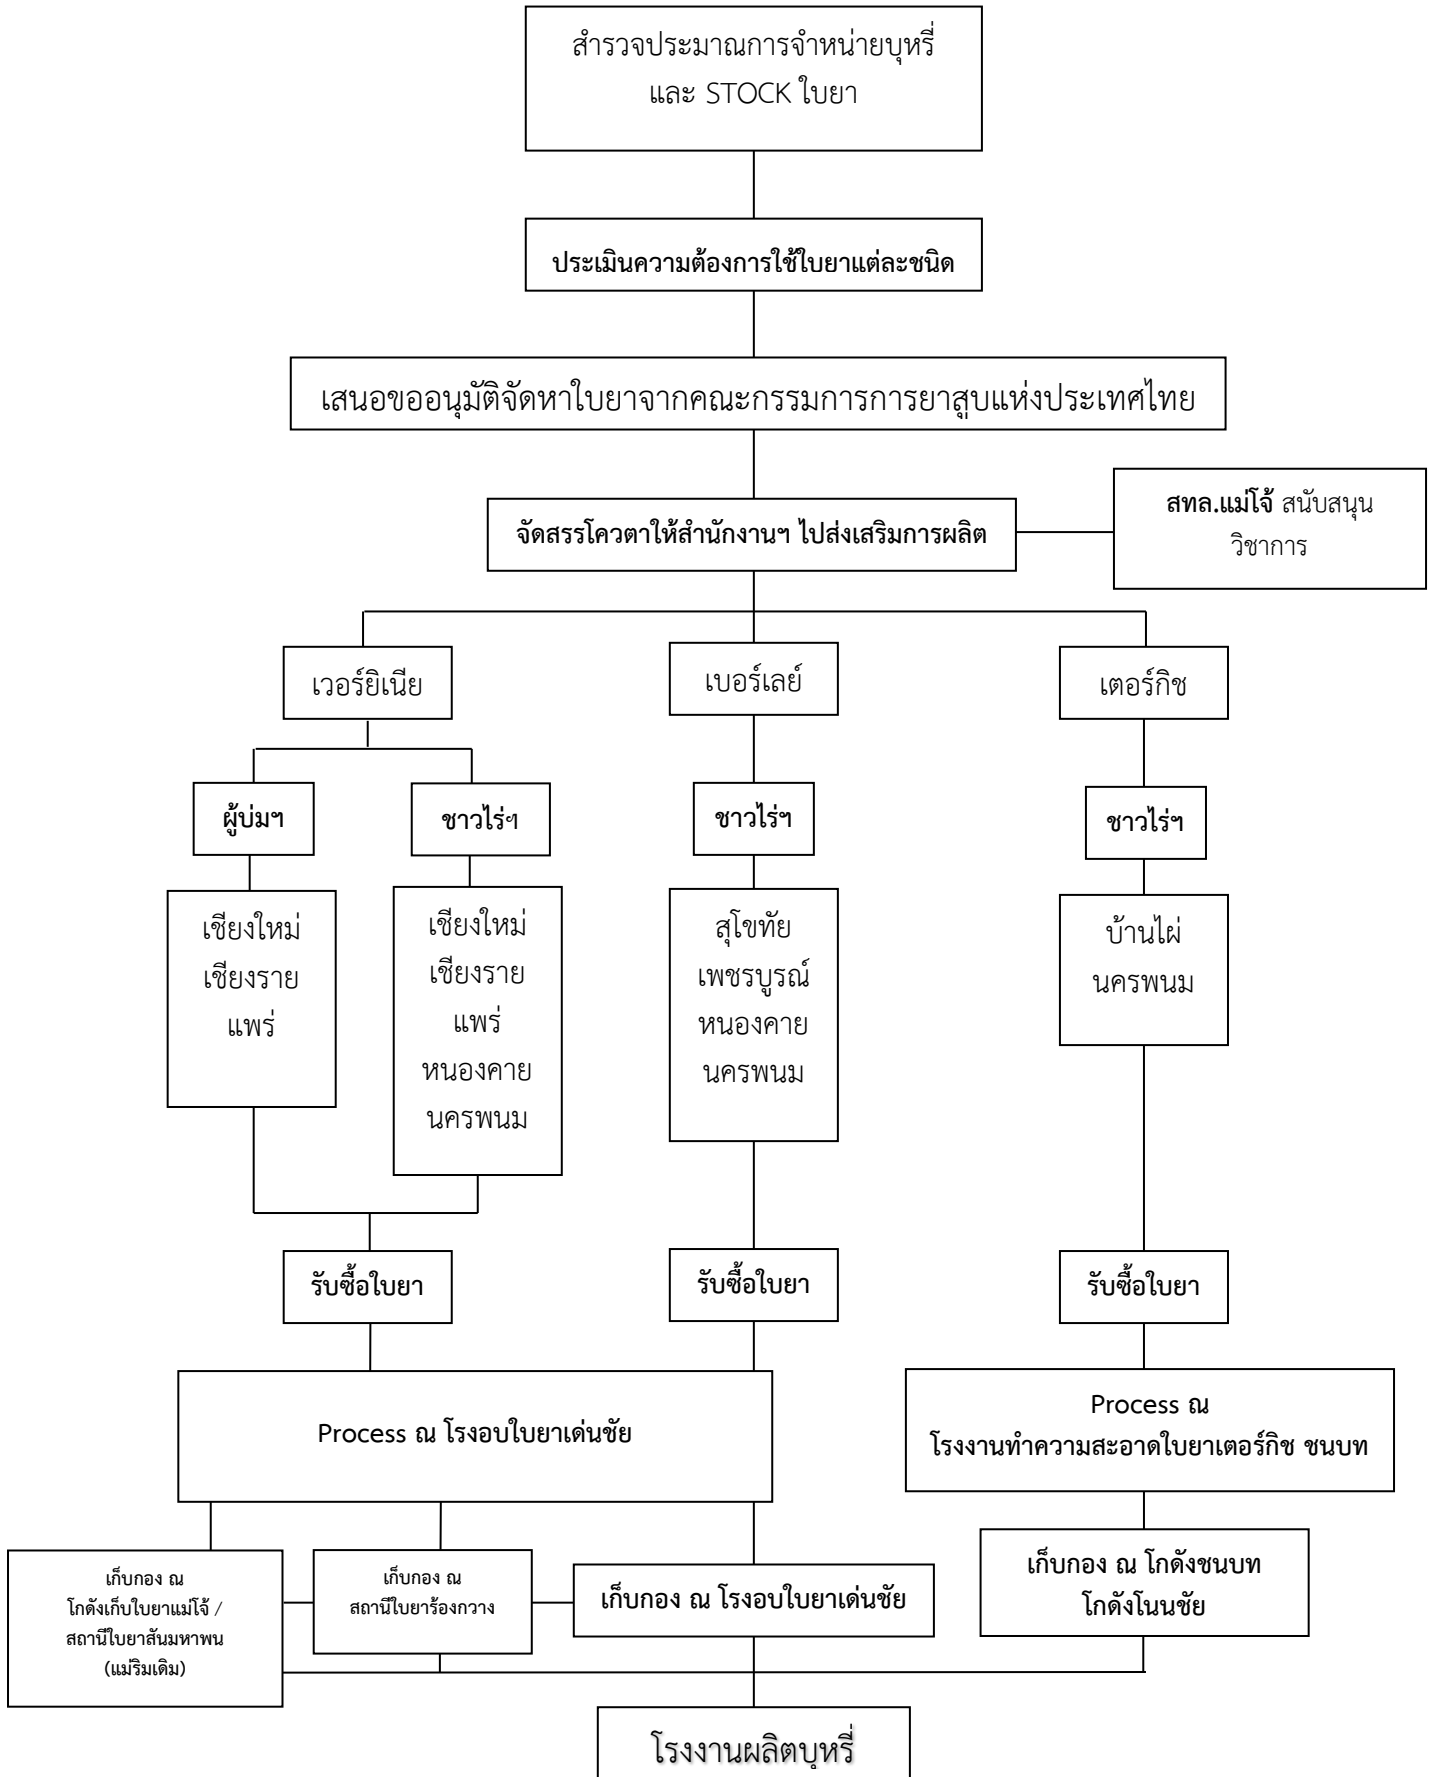 สำรวจประมาณการจำหน่ายบุหรี่
และ STOCK ใบยา
ประเมินความต้องการใช้ใบยาแต่ละชนิด
เสนอขออนุมัติจัดหาใบยาจากคณะกรรมการการยาสูบแห่งประเทศไทย
จัดสรรโควตาให้สำนักงานฯ ไปส่งเสริมการผลิต
สทล.แม่โจ้ สนับสนุน
วิชาการ
เวอร์ยิเนีย
เบอร์เลย์
เตอร์กิช
ผู้บ่มฯ
ชาวไร่ฯ
ชาวไร่ฯ
ชาวไร่ฯ
เชียงใหม่
เชียงราย
แพร่
เชียงใหม่
เชียงราย
แพร่
หนองคาย
นครพนม
สุโขทัย
เพชรบูรณ์
หนองคาย
นครพนม
บ้านไผ่
นครพนม
รับซื้อใบยา
รับซื้อใบยา
รับซื้อใบยา
Process ณ โรงอบใบยาเด่นชัย
Process ณ
โรงงานทำความสะอาดใบยาเตอร์กิช ชนบท
เก็บกอง ณ
โกดังเก็บใบยาแม่โจ้ /
สถานีใบยาสันมหาพน
(แม่ริมเดิม)
เก็บกอง ณ
สถานีใบยาร้องกวาง
เก็บกอง ณ โรงอบใบยาเด่นชัย
เก็บกอง ณ โกดังชนบท
โกดังโนนชัย
โรงงานผลิตบุหรี่